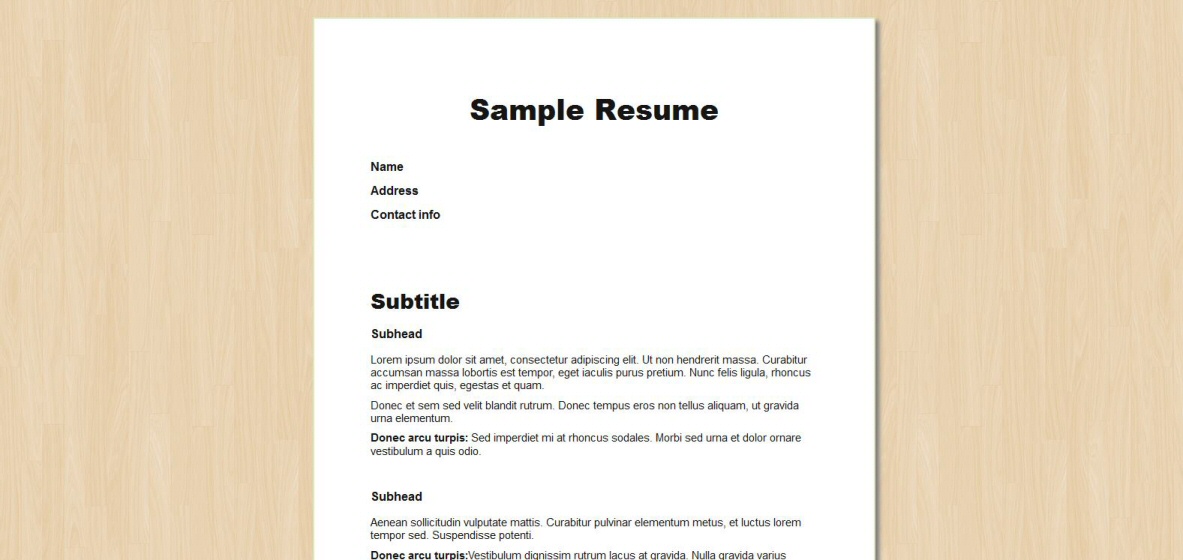 Sample Resume
Name
Address
Contact info
Subtitle
Subhead
Lorem ipsum dolor sit amet, consectetur adipiscing elit. Ut non hendrerit massa. Curabitur
accumsan massa lobortis est tempor, eget iaculis purus pretium. Nunc felis ligula, rhoncus
ac imperdiet quis, egestas et quam.
Donec et sem sed velit blandit rutrum. Donec tempus eros non tellus aliquam, ut gravida
urna elementum.
Donec arcu turpis: Sed imperdiet mi at rhoncus sodales. Morbi sed urna et dolor ornare
vestibulum a quis odio.
Subhead
Aenean sollicitudin vulputate mattis. Curabitur pulvinar elementum metus, et luctus lorem
tempor sed. Suspendisse potenti.
Donec arcu turpis:Vestibulum dignissim rutrum lacus at gravida. Nulla gravida varius